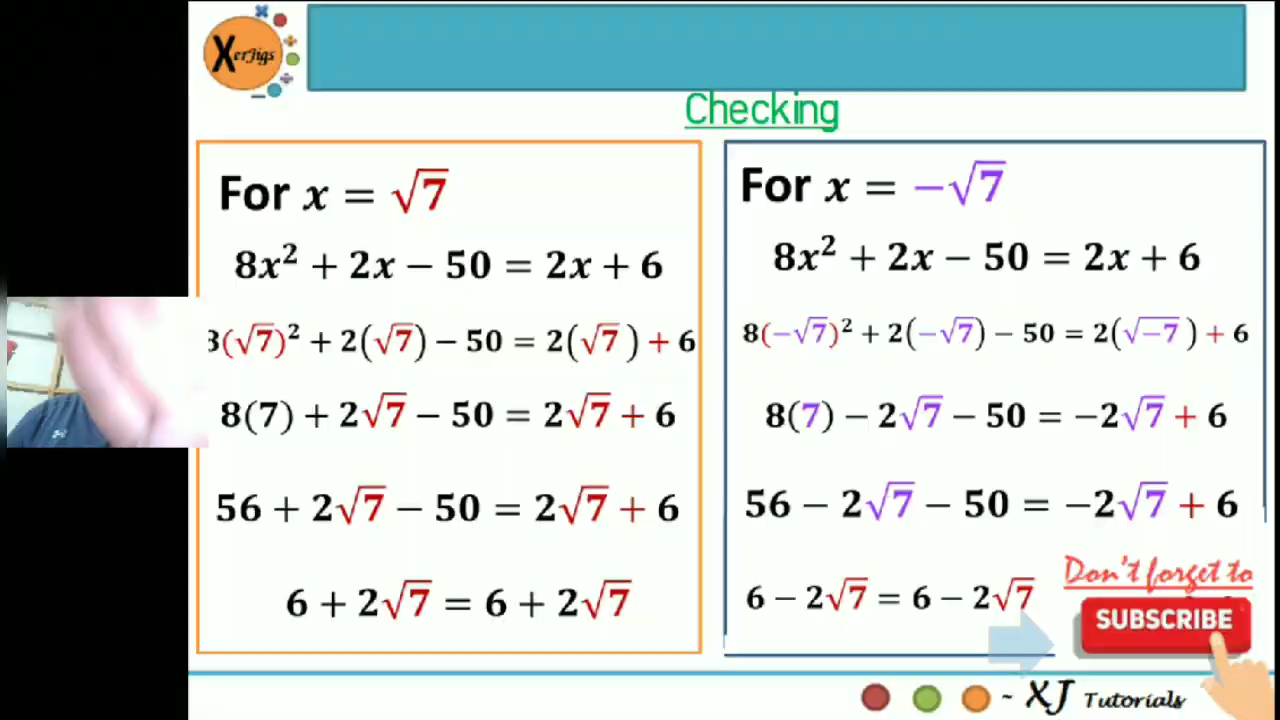 XerJigs
Checking
For x = √7
8x² + 2x − 50 = 2x + 6
8(√7)² + 2(√7) − 50 = 2(√7) + 6
8(7) + 2√7 − 50 = 2√7 + 6
56 + 2√7 − 50 = 2√7 + 6
6 + 2√7 = 6 + 2√7
For x = −√7
8x² + 2x − 50 = 2x + 6
8(−√7)² + 2(−√7) − 50 = 2(√−7) + 6
8(7) − 2√7 − 50 = −2√7 + 6
56 − 2√7 − 50 = −2√7 + 6
6 − 2√7 = 6 − 2√7
Don't forget to
SUBSCRIBE
~ XJ Tutorials